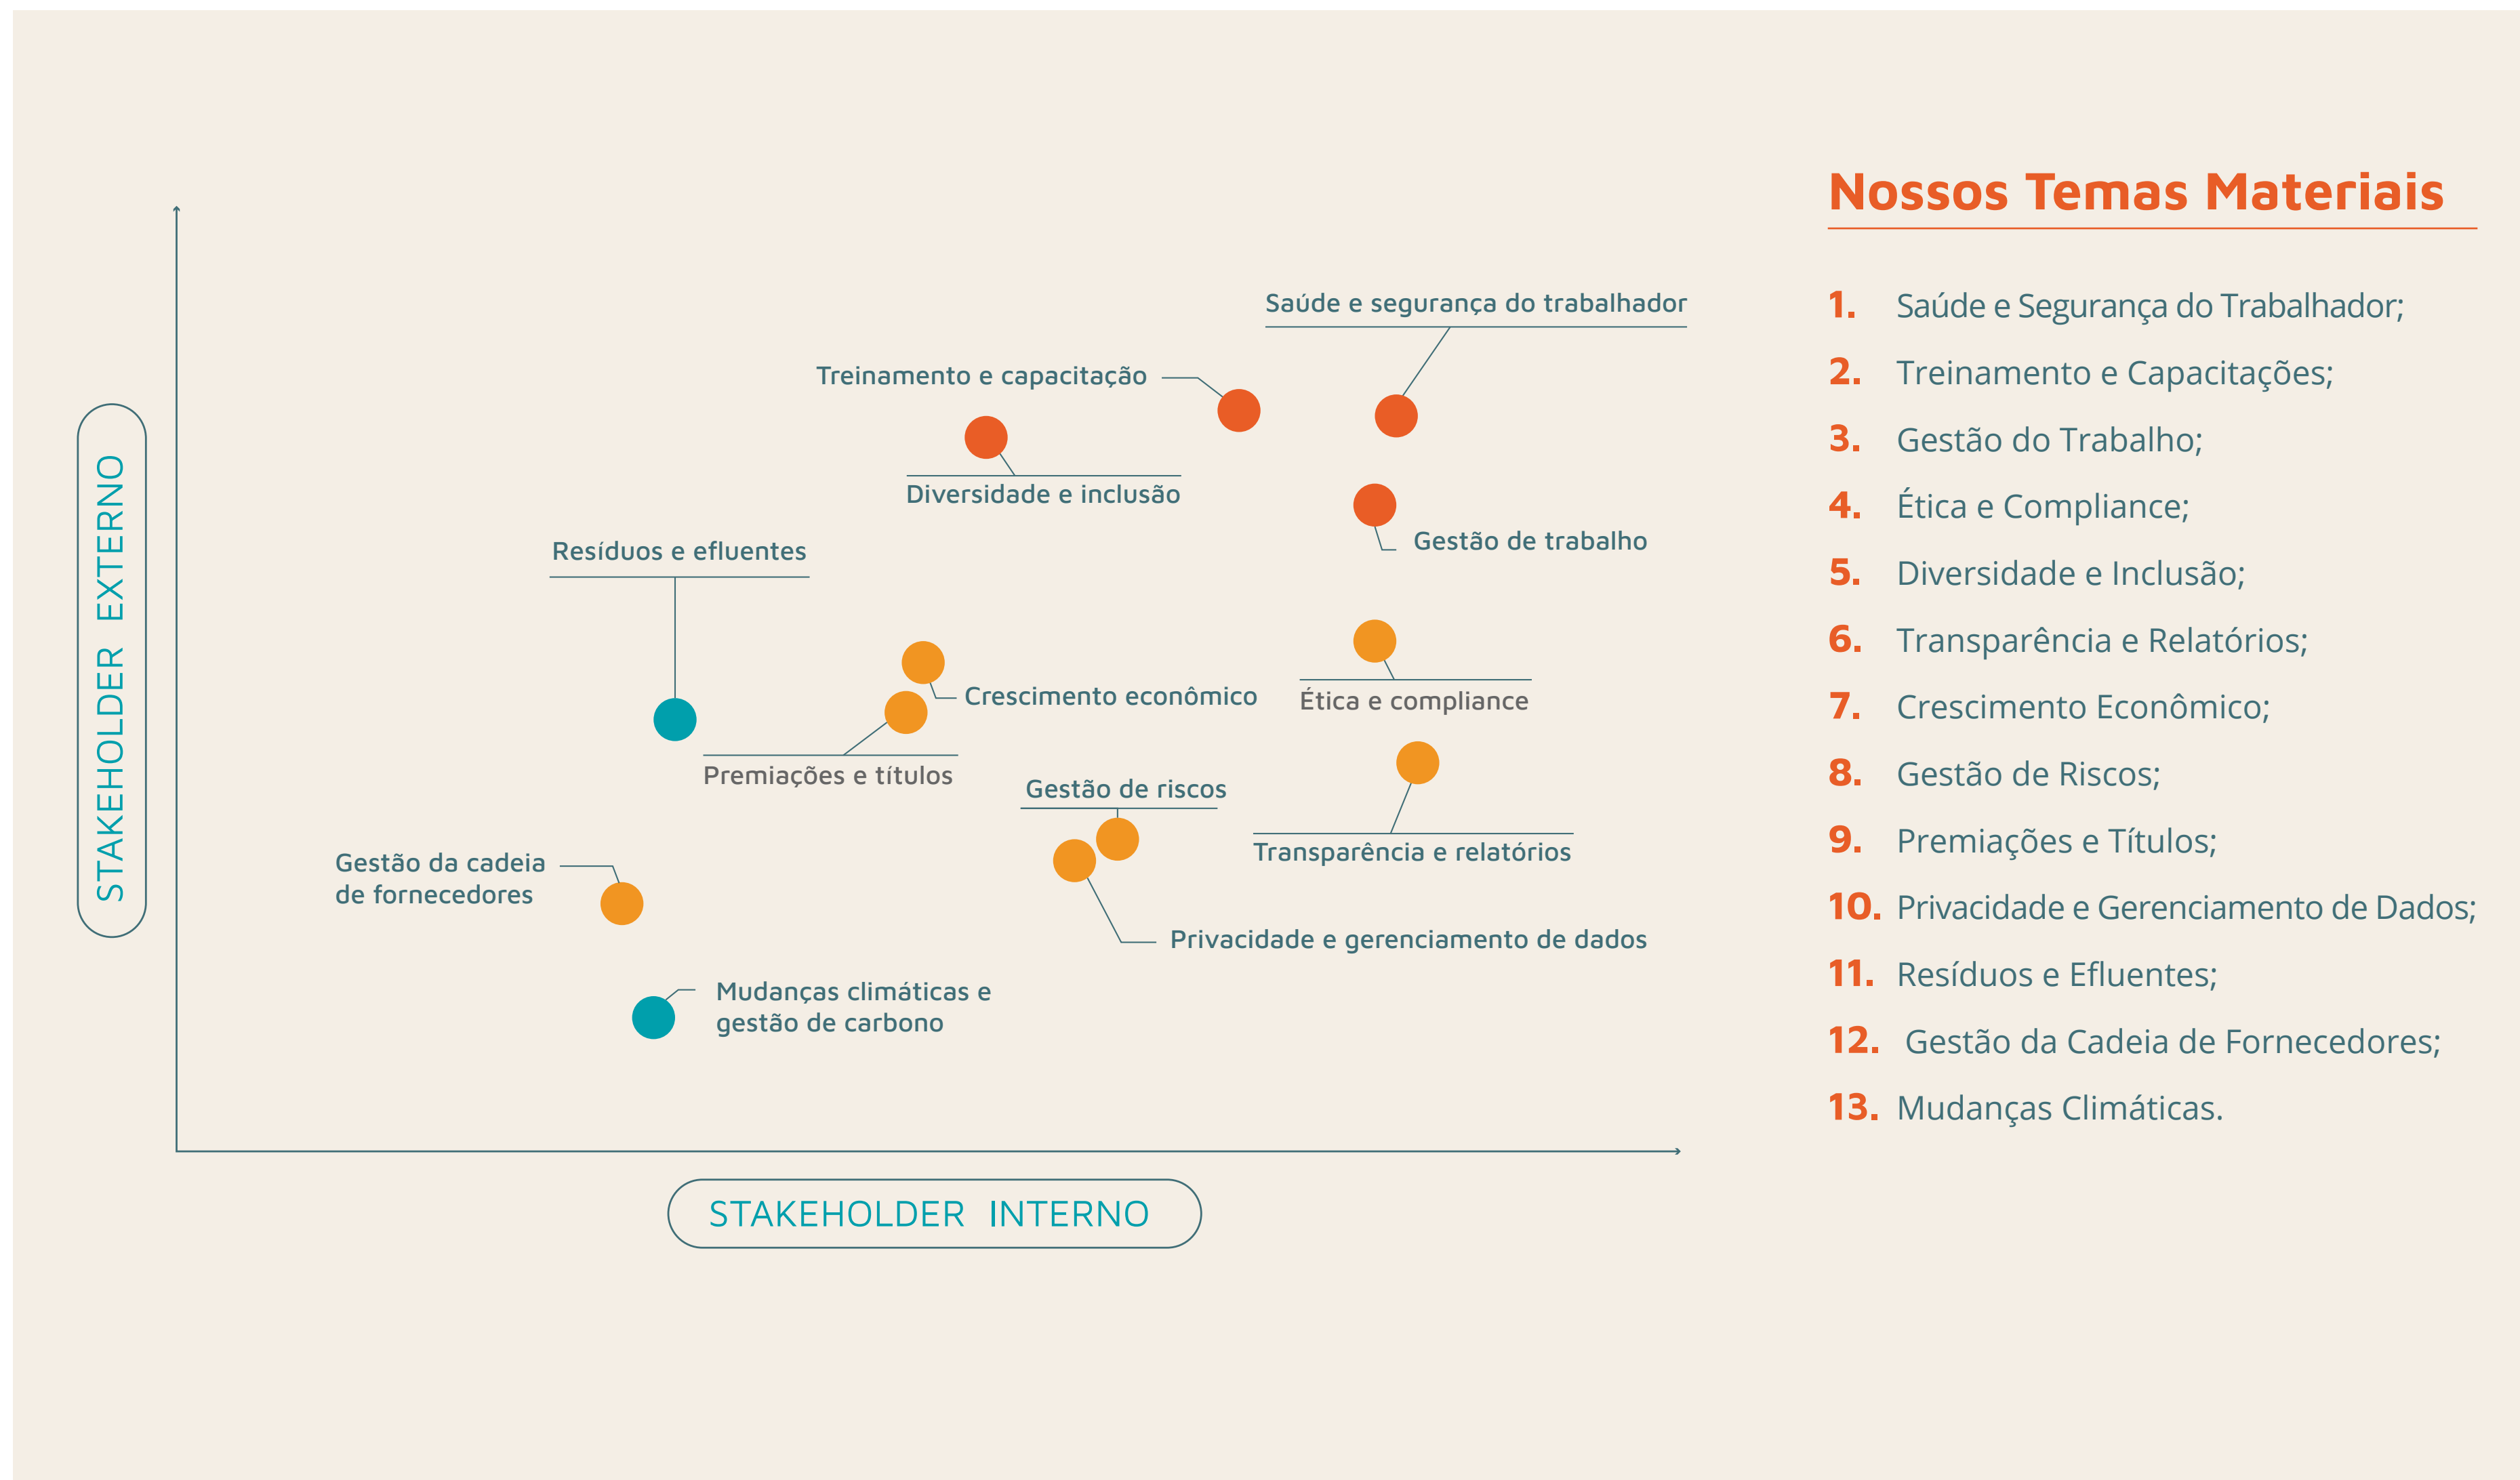 Nossos Temas Materiais
Saúde e segurança do trabalhador
Treinamento e capacitação
Diversidade e inclusão
Gestão de trabalho
Resíduos e efluentes
Crescimento econômico
Ética e compliance
Premiações e títulos
Gestão de riscos
Transparência e relatórios
Gestão da cadeia
de fornecedores
Privacidade e gerenciamento de dados
Mudanças climáticas e
gestão de carbono
STAKEHOLDER EXTERNO
STAKEHOLDER INTERNO
1. Saúde e Segurança do Trabalhador;
2. Treinamento e Capacitações;
3. Gestão do Trabalho;
4. Ética e Compliance;
5. Diversidade e Inclusão;
6. Transparência e Relatórios;
7. Crescimento Econômico;
8. Gestão de Riscos;
9. Premiações e Títulos;
10. Privacidade e Gerenciamento de Dados;
11. Resíduos e Efluentes;
12. Gestão da Cadeia de Fornecedores;
13. Mudanças Climáticas.